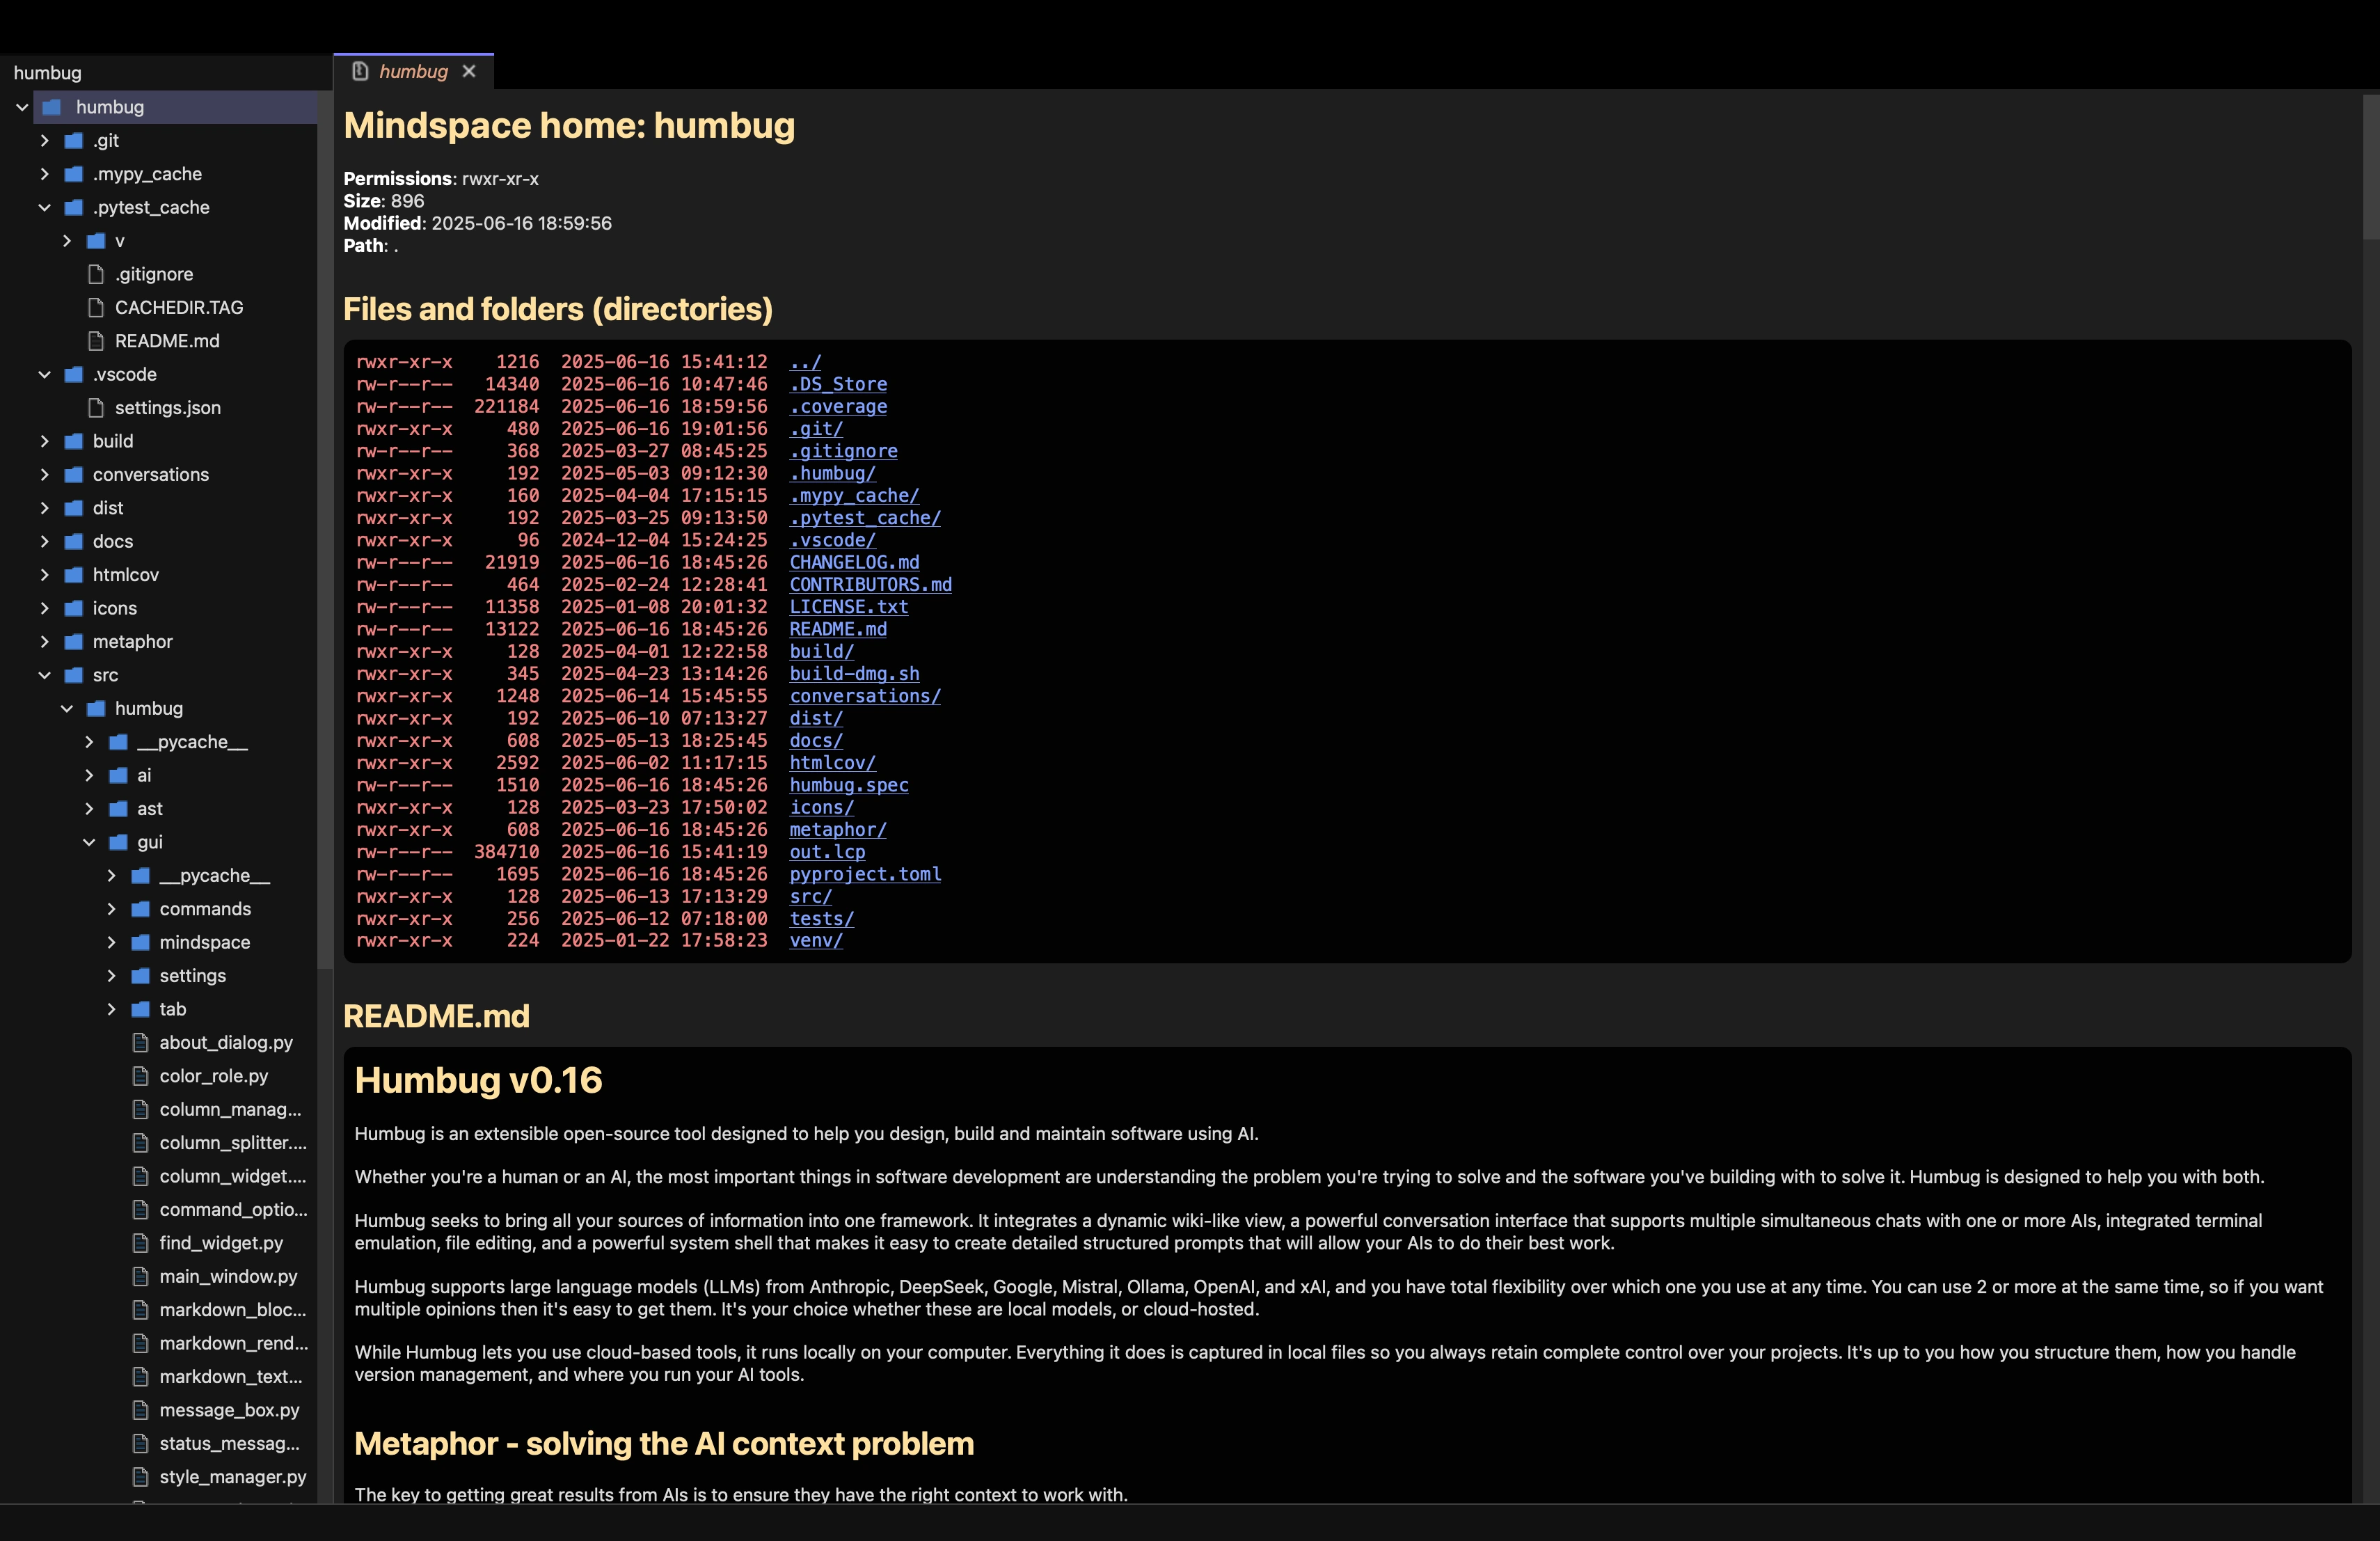 humbug
humbug
.git
.mypy_cache
.pytest_cache
v
.gitignore
CACHEDIR.TAG
README.md
.vscode
settings.json
build
conversations
dist
docs
htmlcov
icons
metaphor
src
humbug
__pycache__
ai
ast
gui
__pycache__
commands
mindspace
settings
tab
about_dialog.py
color_role.py
column_manag...
column_splitter....
column_widget....
command_optio...
find_widget.py
main_window.py
markdown_bloc...
markdown_rend...
markdown_text...
message_box.py
status_messag...
style_manager.py
humbug
Mindspace home: humbug
Permissions: rwxr-xr-x
Size: 896
Modified: 2025-06-16 18:59:56
Path: .
Files and folders (directories)
rwxr-xr-x 1216 2025-06-16 15:41:12 ../
rw-r--r-- 14340 2025-06-16 10:47:46 .DS_Store
rw-r--r-- 221184 2025-06-16 18:59:56 .coverage
rwxr-xr-x 480 2025-06-16 19:01:56 .git/
rw-r--r-- 368 2025-03-27 08:45:25 .gitignore
rwxr-xr-x 192 2025-05-03 09:12:30 .humbug/
rwxr-xr-x 160 2025-04-04 17:15:15 .mypy_cache/
rwxr-xr-x 192 2025-03-25 09:13:50 .pytest_cache/
rwxr-xr-x 96 2024-12-04 15:24:25 .vscode/
rw-r--r-- 21919 2025-06-16 18:45:26 CHANGELOG.md
rw-r--r-- 464 2025-02-24 12:28:41 CONTRIBUTORS.md
rw-r--r-- 11358 2025-01-08 20:01:32 LICENSE.txt
rw-r--r-- 13122 2025-06-16 18:45:26 README.md
rwxr-xr-x 128 2025-04-01 12:22:58 build/
rwxr-xr-x 345 2025-04-23 13:14:26 build-dmg.sh
rwxr-xr-x 1248 2025-06-14 15:45:55 conversations/
rwxr-xr-x 192 2025-06-10 07:13:27 dist/
rwxr-xr-x 608 2025-05-13 18:25:45 docs/
rwxr-xr-x 2592 2025-06-02 11:17:15 htmlcov/
rw-r--r-- 1510 2025-06-16 18:45:26 humbug.spec
rwxr-xr-x 128 2025-03-23 17:50:02 icons/
rwxr-xr-x 608 2025-06-16 18:45:26 metaphor/
rw-r--r-- 384710 2025-06-16 15:41:19 out.lcp
rw-r--r-- 1695 2025-06-16 18:45:26 pyproject.toml
rwxr-xr-x 128 2025-06-13 17:13:29 src/
rwxr-xr-x 256 2025-06-12 07:18:00 tests/
rwxr-xr-x 224 2025-01-22 17:58:23 venv/
README.md
Humbug v0.16
Humbug is an extensible open-source tool designed to help you design, build and maintain software using AI.
Whether you're a human or an AI, the most important things in software development are understanding the problem you're trying to solve and the software you've building with to solve it. Humbug is designed to help you with both.
Humbug seeks to bring all your sources of information into one framework. It integrates a dynamic wiki-like view, a powerful conversation interface that supports multiple simultaneous chats with one or more AIs, integrated terminal
emulation, file editing, and a powerful system shell that makes it easy to create detailed structured prompts that will allow your AIs to do their best work.
Humbug supports large language models (LLMs) from Anthropic, DeepSeek, Google, Mistral, Ollama, OpenAI, and xAI, and you have total flexibility over which one you use at any time. You can use 2 or more at the same time, so if you want
multiple opinions then it's easy to get them. It's your choice whether these are local models, or cloud-hosted.
While Humbug lets you use cloud-based tools, it runs locally on your computer. Everything it does is captured in local files so you always retain complete control over your projects. It's up to you how you structure them, how you handle
version management, and where you run your AI tools.
Metaphor - solving the AI context problem
The key to getting great results from AIs is to ensure they have the right context to work with.